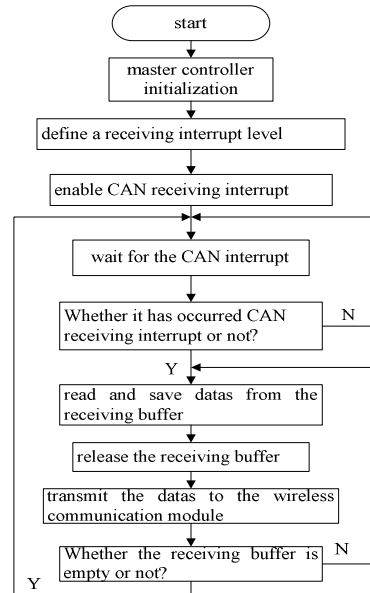 start
master controller
initialization
define a receiving interrupt level
enable CAN receiving interrupt
wait for the CAN interrupt
Whether it has occurred CAN
receiving interrupt or not?
N
Y
read and save datas from the
receiving buffer
release the receiving buffer
transmit the datas to the wireless
communication module
Whether the receiving buffer is
empty or not?
N
Y